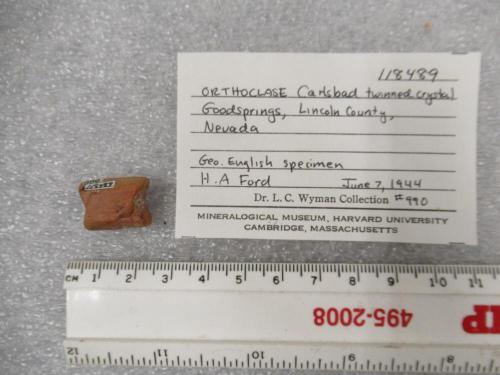 118489
ORTHOCLASE Carlsbad twinned crystal
Goodsprings, Lincoln County,
Nevada
Geo. English specimen
H.A Ford June 7, 1944
Dr. L. C. Wyman Collection #990
MINERALOGICAL MUSEUM, HARVARD UNIVERSITY
CAMBRIDGE, MASSACHUSETTS
CM 1 2 3 4 5 6 7 8 9 10 11
495-2008
12 11 10 9 8